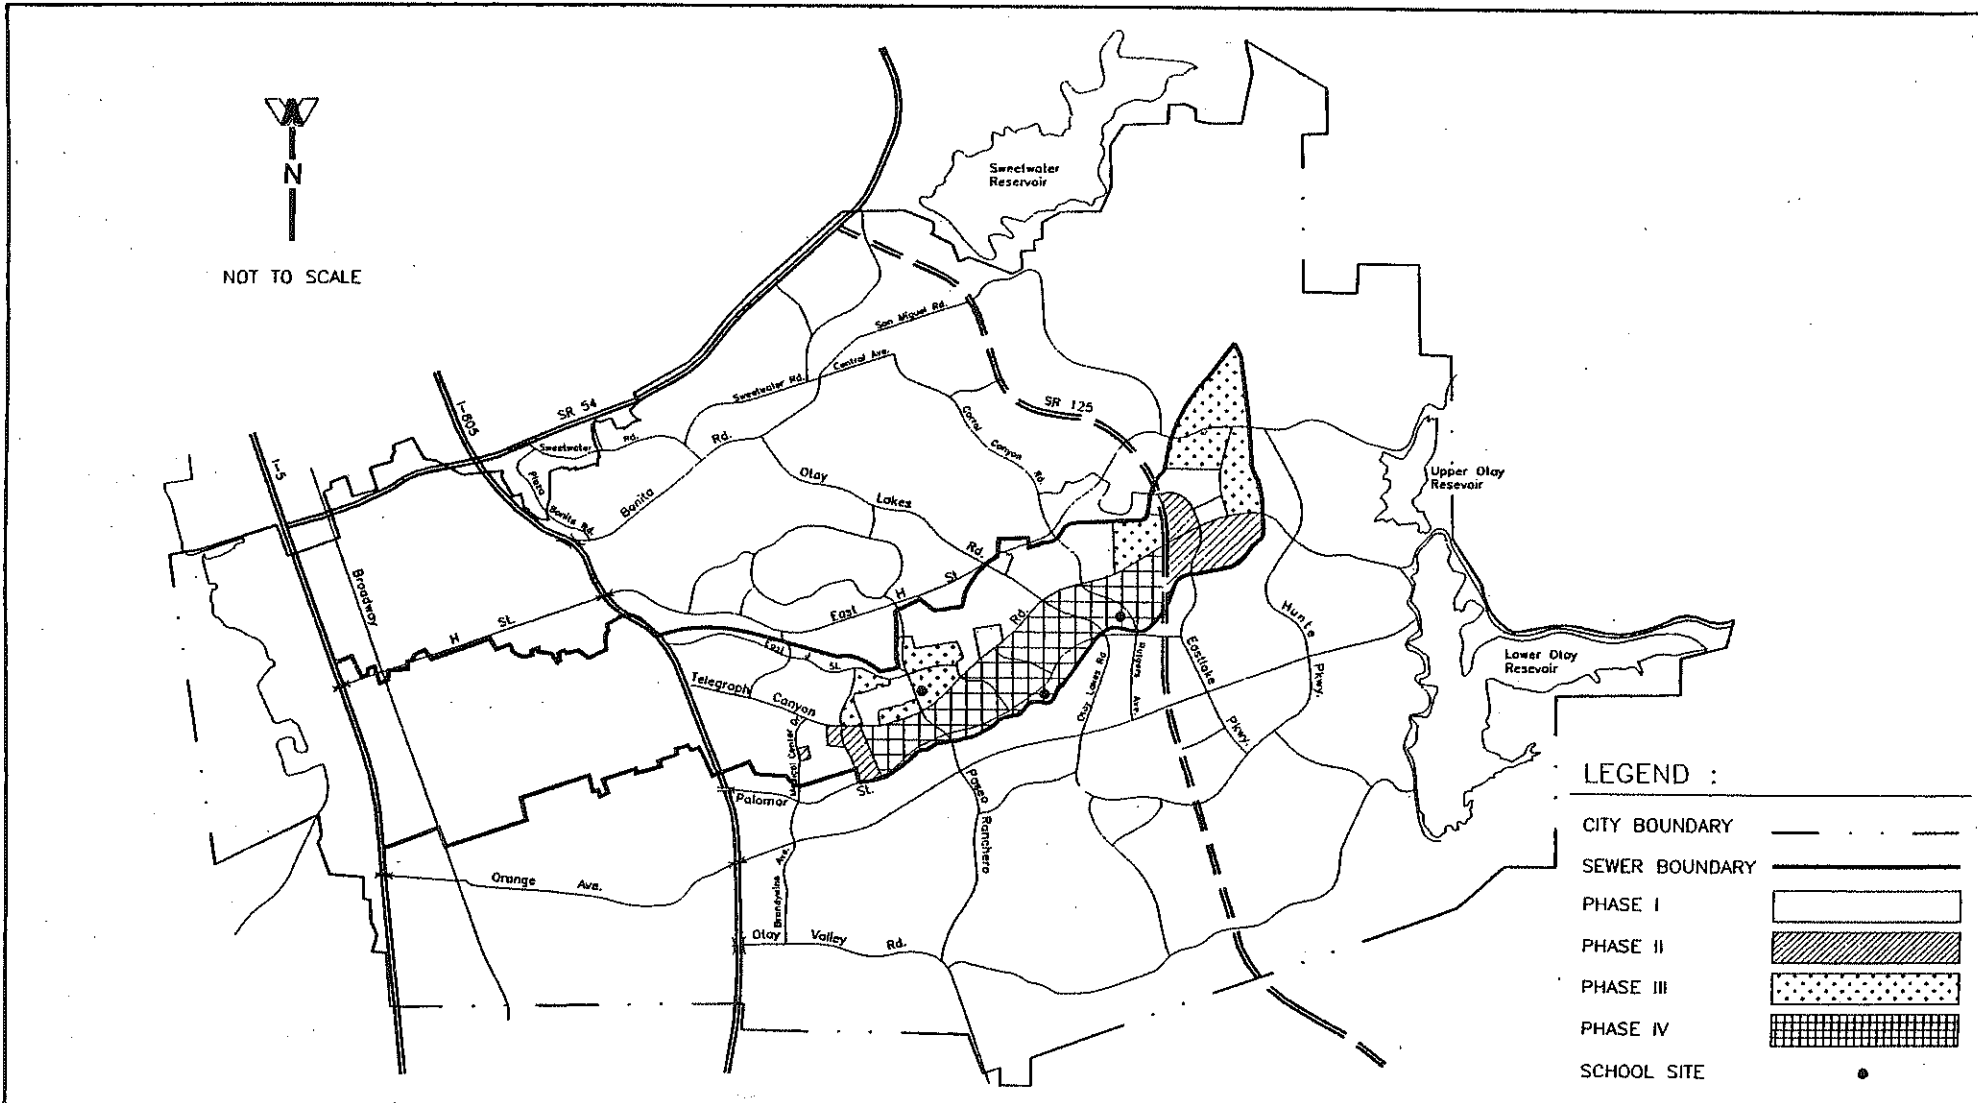 N
NOT TO SCALE
Sweetwater
Reservoir
San Miguel Rd.
Central Ave.
Sweetwater Rd.
SR 54
SR 125
I-805
I-5
Sweetwater Rd.
Plaza
Bonita Rd.
Bonita Rd.
Otay Lakes Rd.
Corral Canyon Rd.
Upper Otay
Resevoir
Broadway
H St.
East H St.
East St.
Telegraph Canyon Rd.
Hunte Pkwy.
Eastlake Pkwy.
Rutgers Ave.
Otay Lakes Rd
Lower Otay
Resevoir
Medical Center Dr.
Palomar St.
Paseo Ranchero
Orange Ave.
Brandywine Ave.
Otay Valley Rd.
LEGEND :
CITY BOUNDARY
SEWER BOUNDARY
PHASE I
PHASE II
PHASE III
PHASE IV
SCHOOL SITE